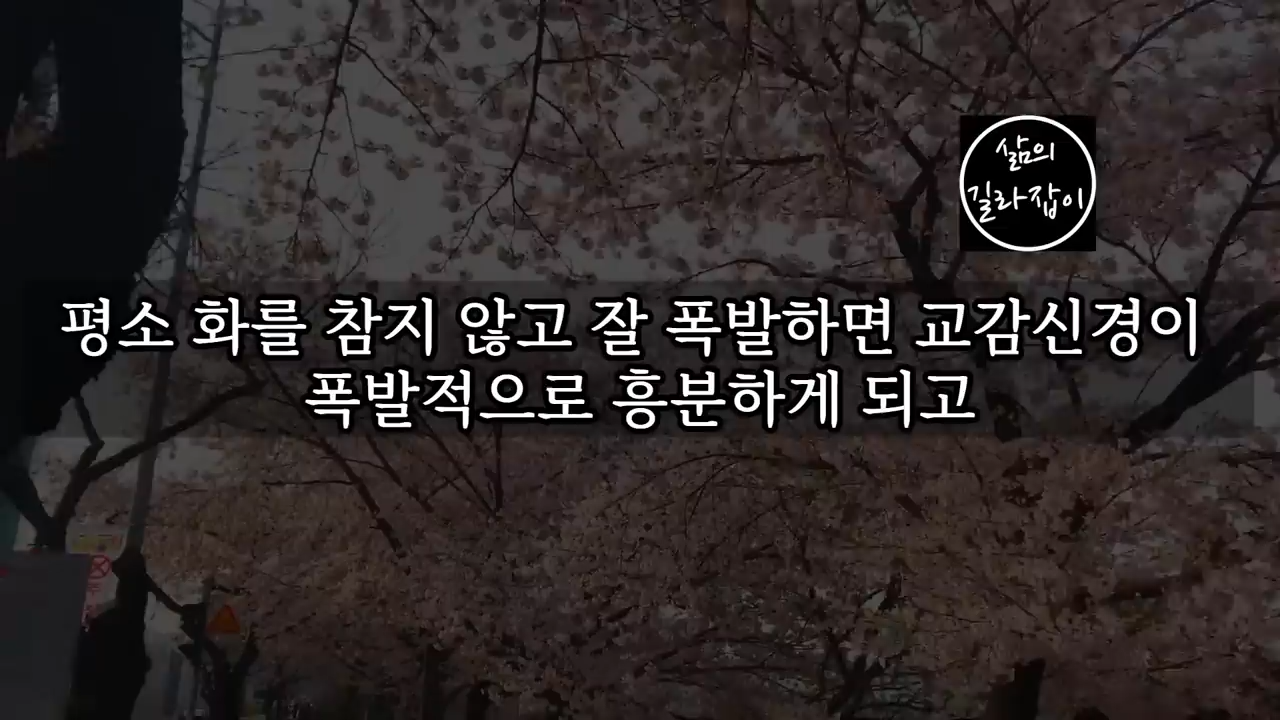 삶의
길라잡이
평소 화를 참지 않고 잘 폭발하면 교감신경이
폭발적으로 흥분하게 되고